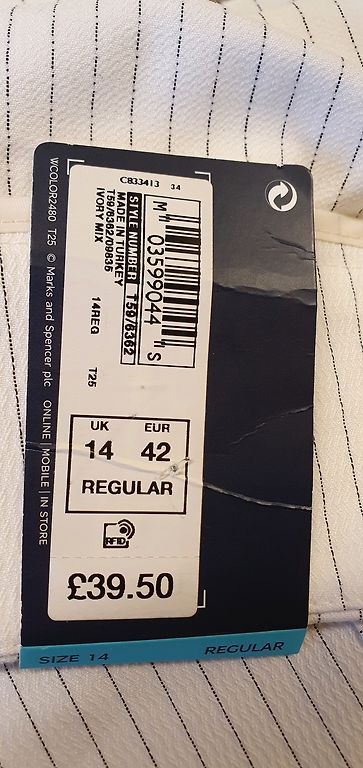 C833413 34
M 03599044 S
STYLE NUMBER T59/6362
MADE IN TURKEY
T59/6362/09835
IVORY MIX
14REG T25
UK EUR
14 42
REGULAR
RFID
£39.50
SIZE 14 REGULAR
WCOLOR2480 T25 © Marks and Spencer plc ONLINE | MOBILE | IN STORE